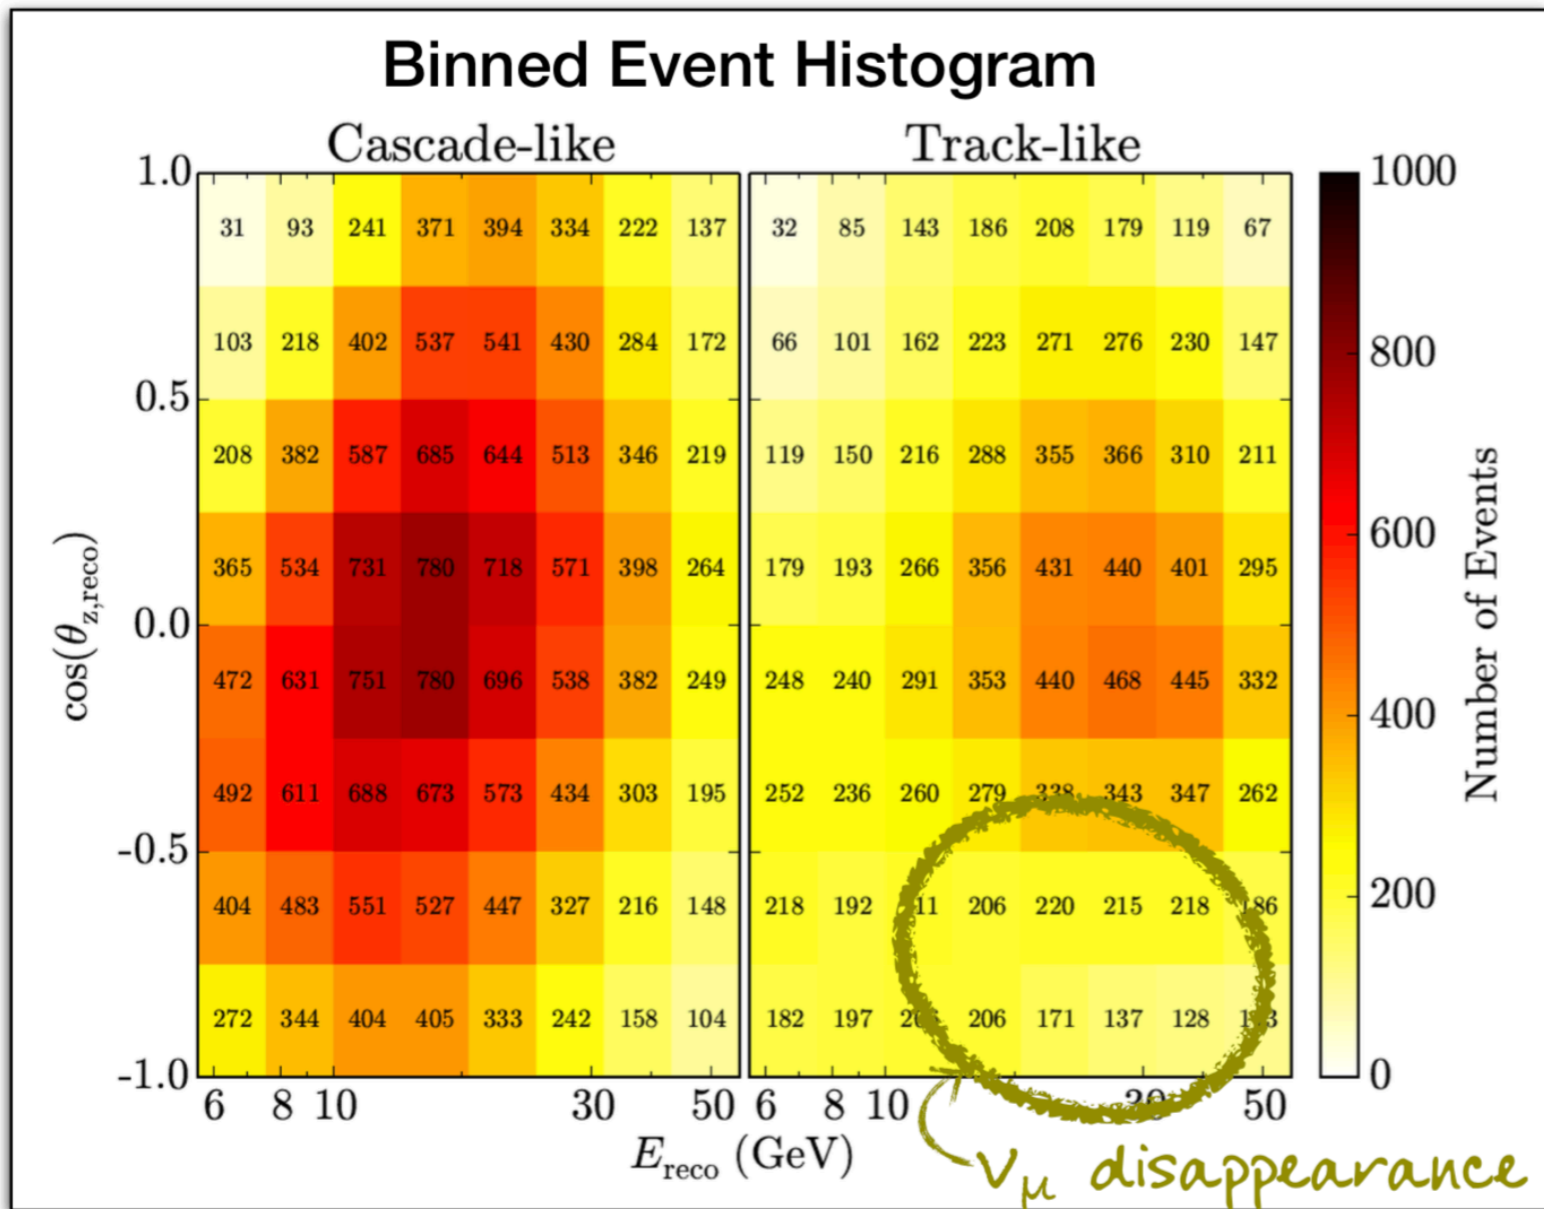 Binned Event Histogram
Cascade-like Track-like
1.0 31 93 241 371 394 334 222 137 32 85 143 186 208 179 119 67 1000
103 218 402 537 541 430 284 172 66 101 162 223 271 276 230 147 800
0.5
208 382 587 685 644 513 346 219 119 150 216 288 355 366 310 211
600
365 534 731 780 718 571 398 264 179 193 266 356 431 440 401 295
0.0
472 631 751 780 696 538 382 249 248 240 291 353 440 468 445 332
400
492 611 688 673 573 434 303 195 252 236 260 279 338 343 347 262
-0.5
200
404 483 551 527 447 327 216 148 218 192 206 220 215 218
272 344 404 405 333 242 158 104 182 197 206 171 137 128
-1.0 0
6 8 10 30 50 6 8 10 30 50
cos(θz,reco)
Number of Events
Ereco (GeV)
νμ disappearance